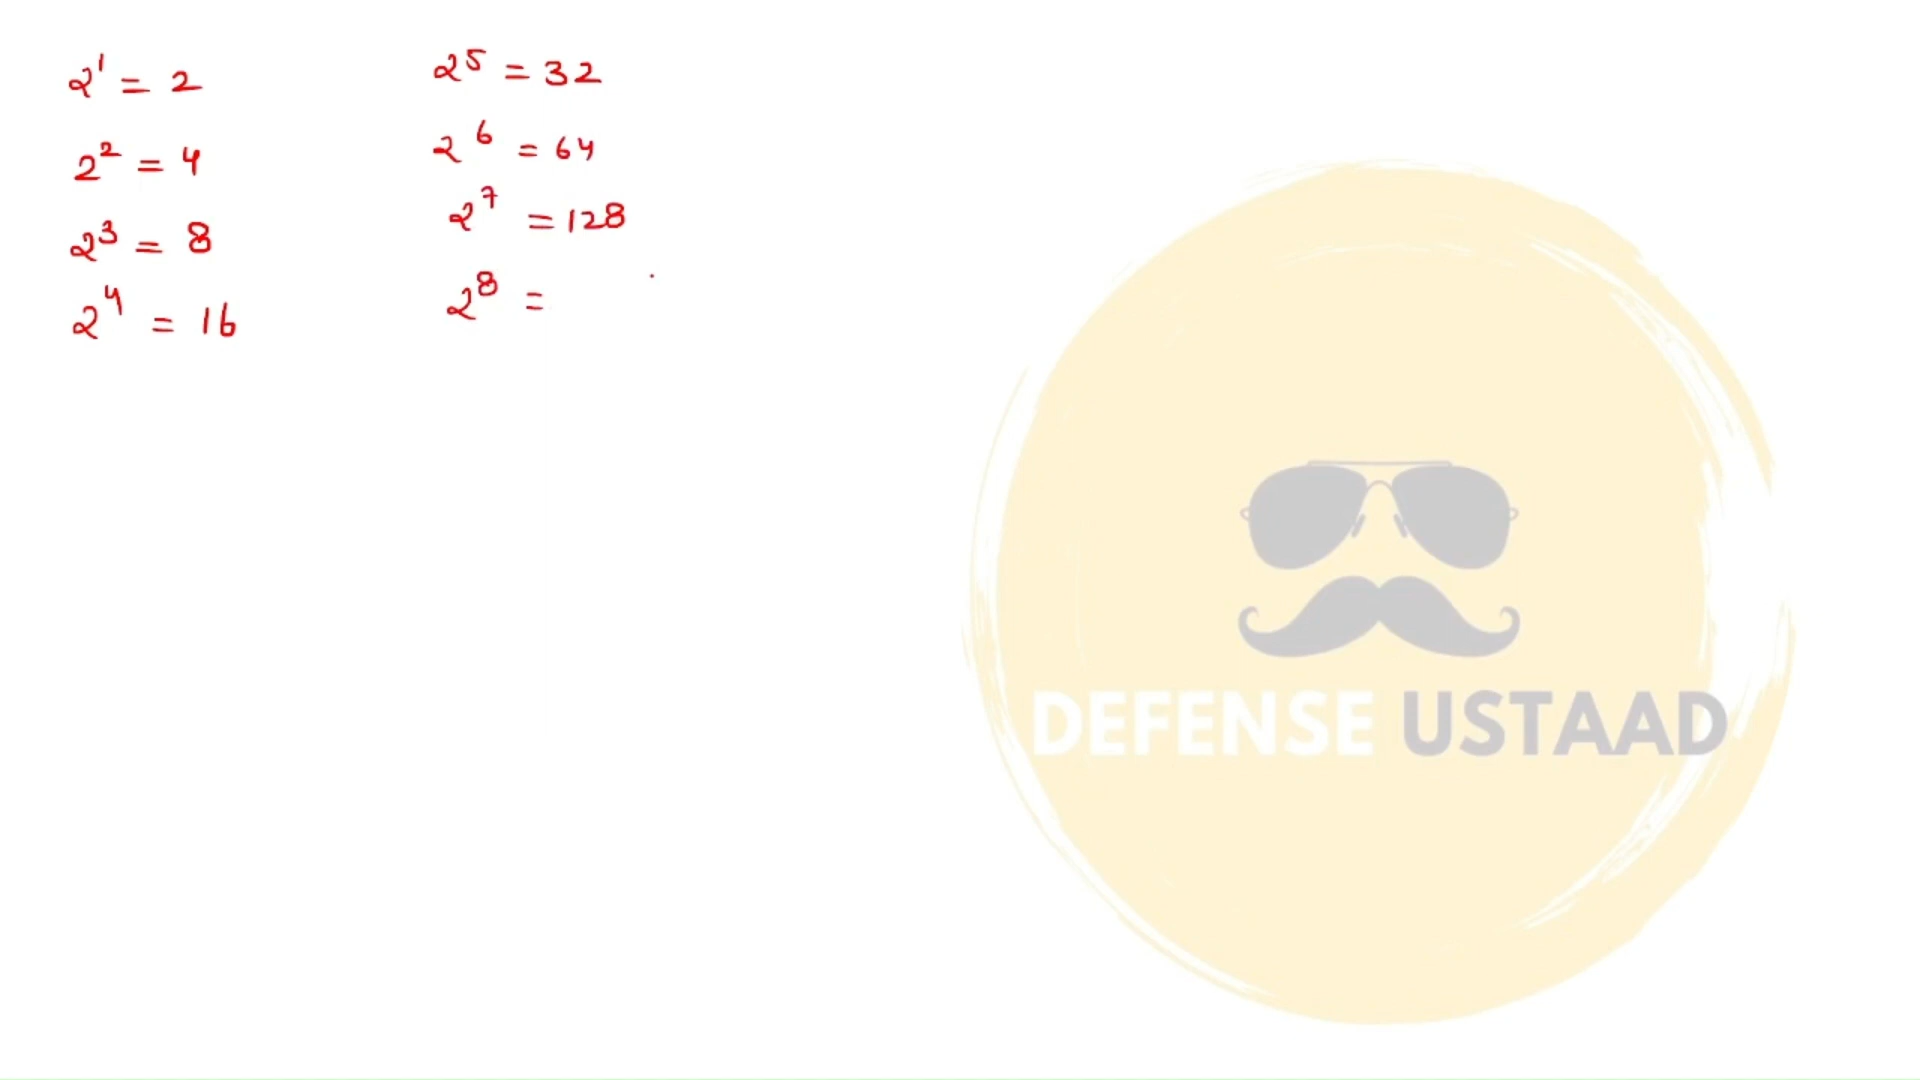 2¹ = 2
2² = 4
2³ = 8
2⁴ = 16
2⁵ = 32
2⁶ = 64
2⁷ = 128
2⁸ =
DEFENSE USTAAD